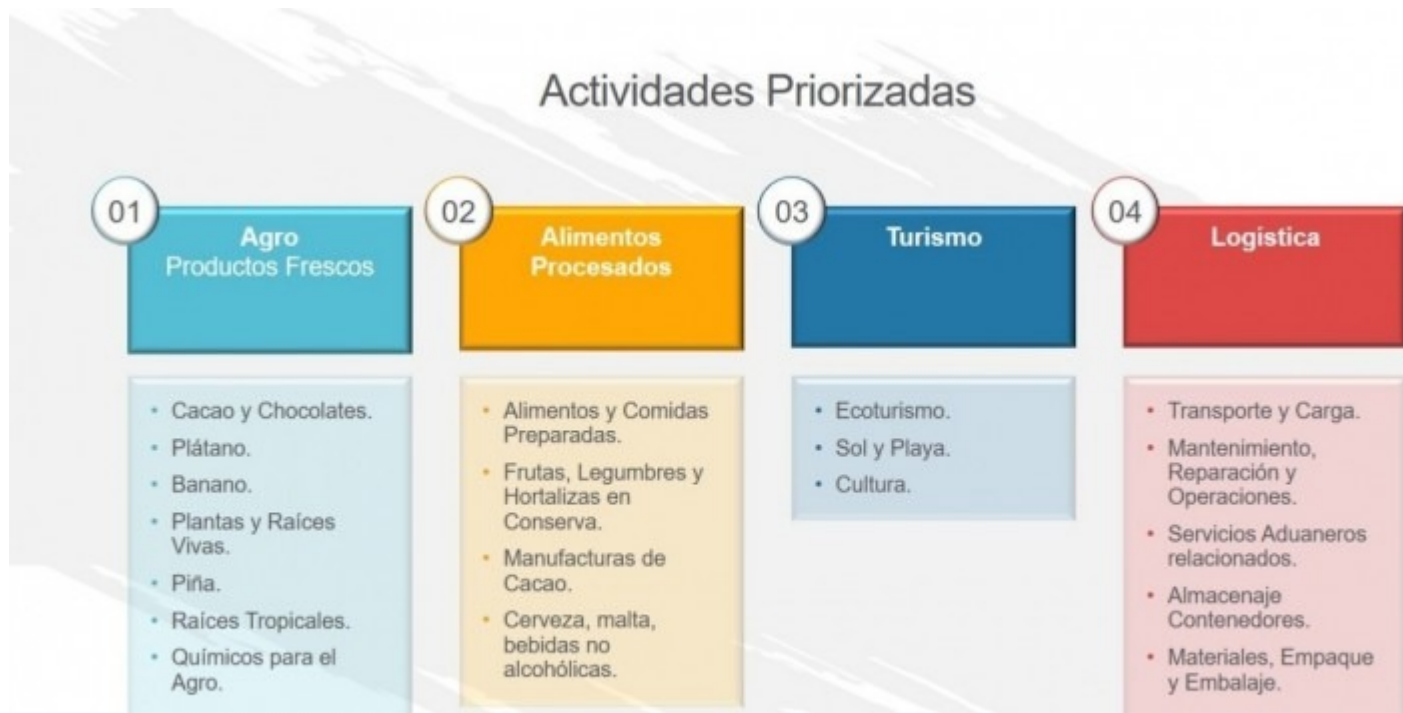 Actividades Priorizadas
01
Agro
Productos Frescos
• Cacao y Chocolates.
• Plátano.
• Banano.
• Plantas y Raíces
Vivas.
• Piña.
• Raíces Tropicales.
• Químicos para el
Agro.
02
Alimentos
Procesados
• Alimentos y Comidas
Preparadas.
• Frutas, Legumbres y
Hortalizas en
Conserva.
• Manufacturas de
Cacao.
• Cerveza, malta,
bebidas no
alcohólicas.
03
Turismo
• Ecoturismo.
• Sol y Playa.
• Cultura.
04
Logistica
• Transporte y Carga.
• Mantenimiento,
Reparación y
Operaciones.
• Servicios Aduaneros
relacionados.
• Almacenaje
Contenedores.
• Materiales, Empaque
y Embalaje.